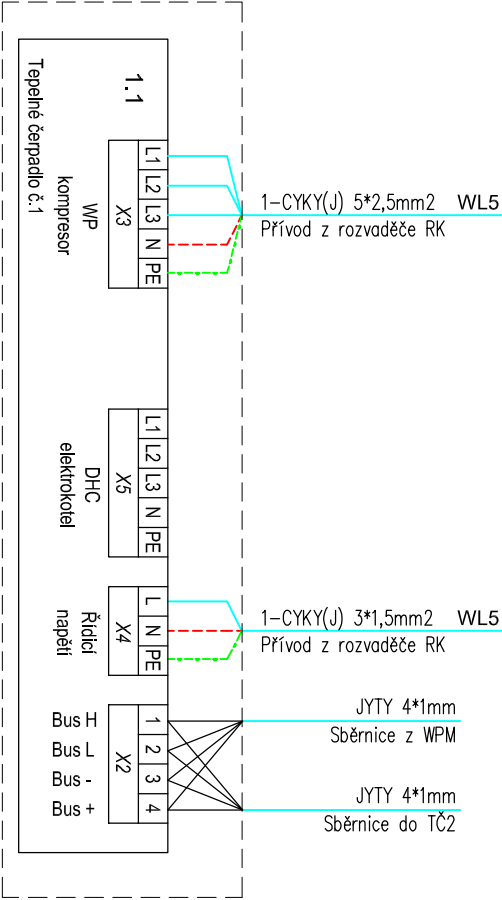 Tepelné čerpadlo č.1
1.1
WP
kompresor
X3
L1
L2
L3
N
PE
1-CYKY(J) 5*2,5mm2 WL5
Přívod z rozvaděče RK
DHC
elektrokotel
X5
L1
L2
L3
N
PE
Řídicí
napětí
X4
L
N
PE
1-CYKY(J) 3*1,5mm2 WL5
Přívod z rozvaděče RK
Bus H
Bus L
Bus -
Bus +
X2
1
2
3
4
JYTY 4*1mm
Sběrnice z WPM
JYTY 4*1mm
Sběrnice do TČ2